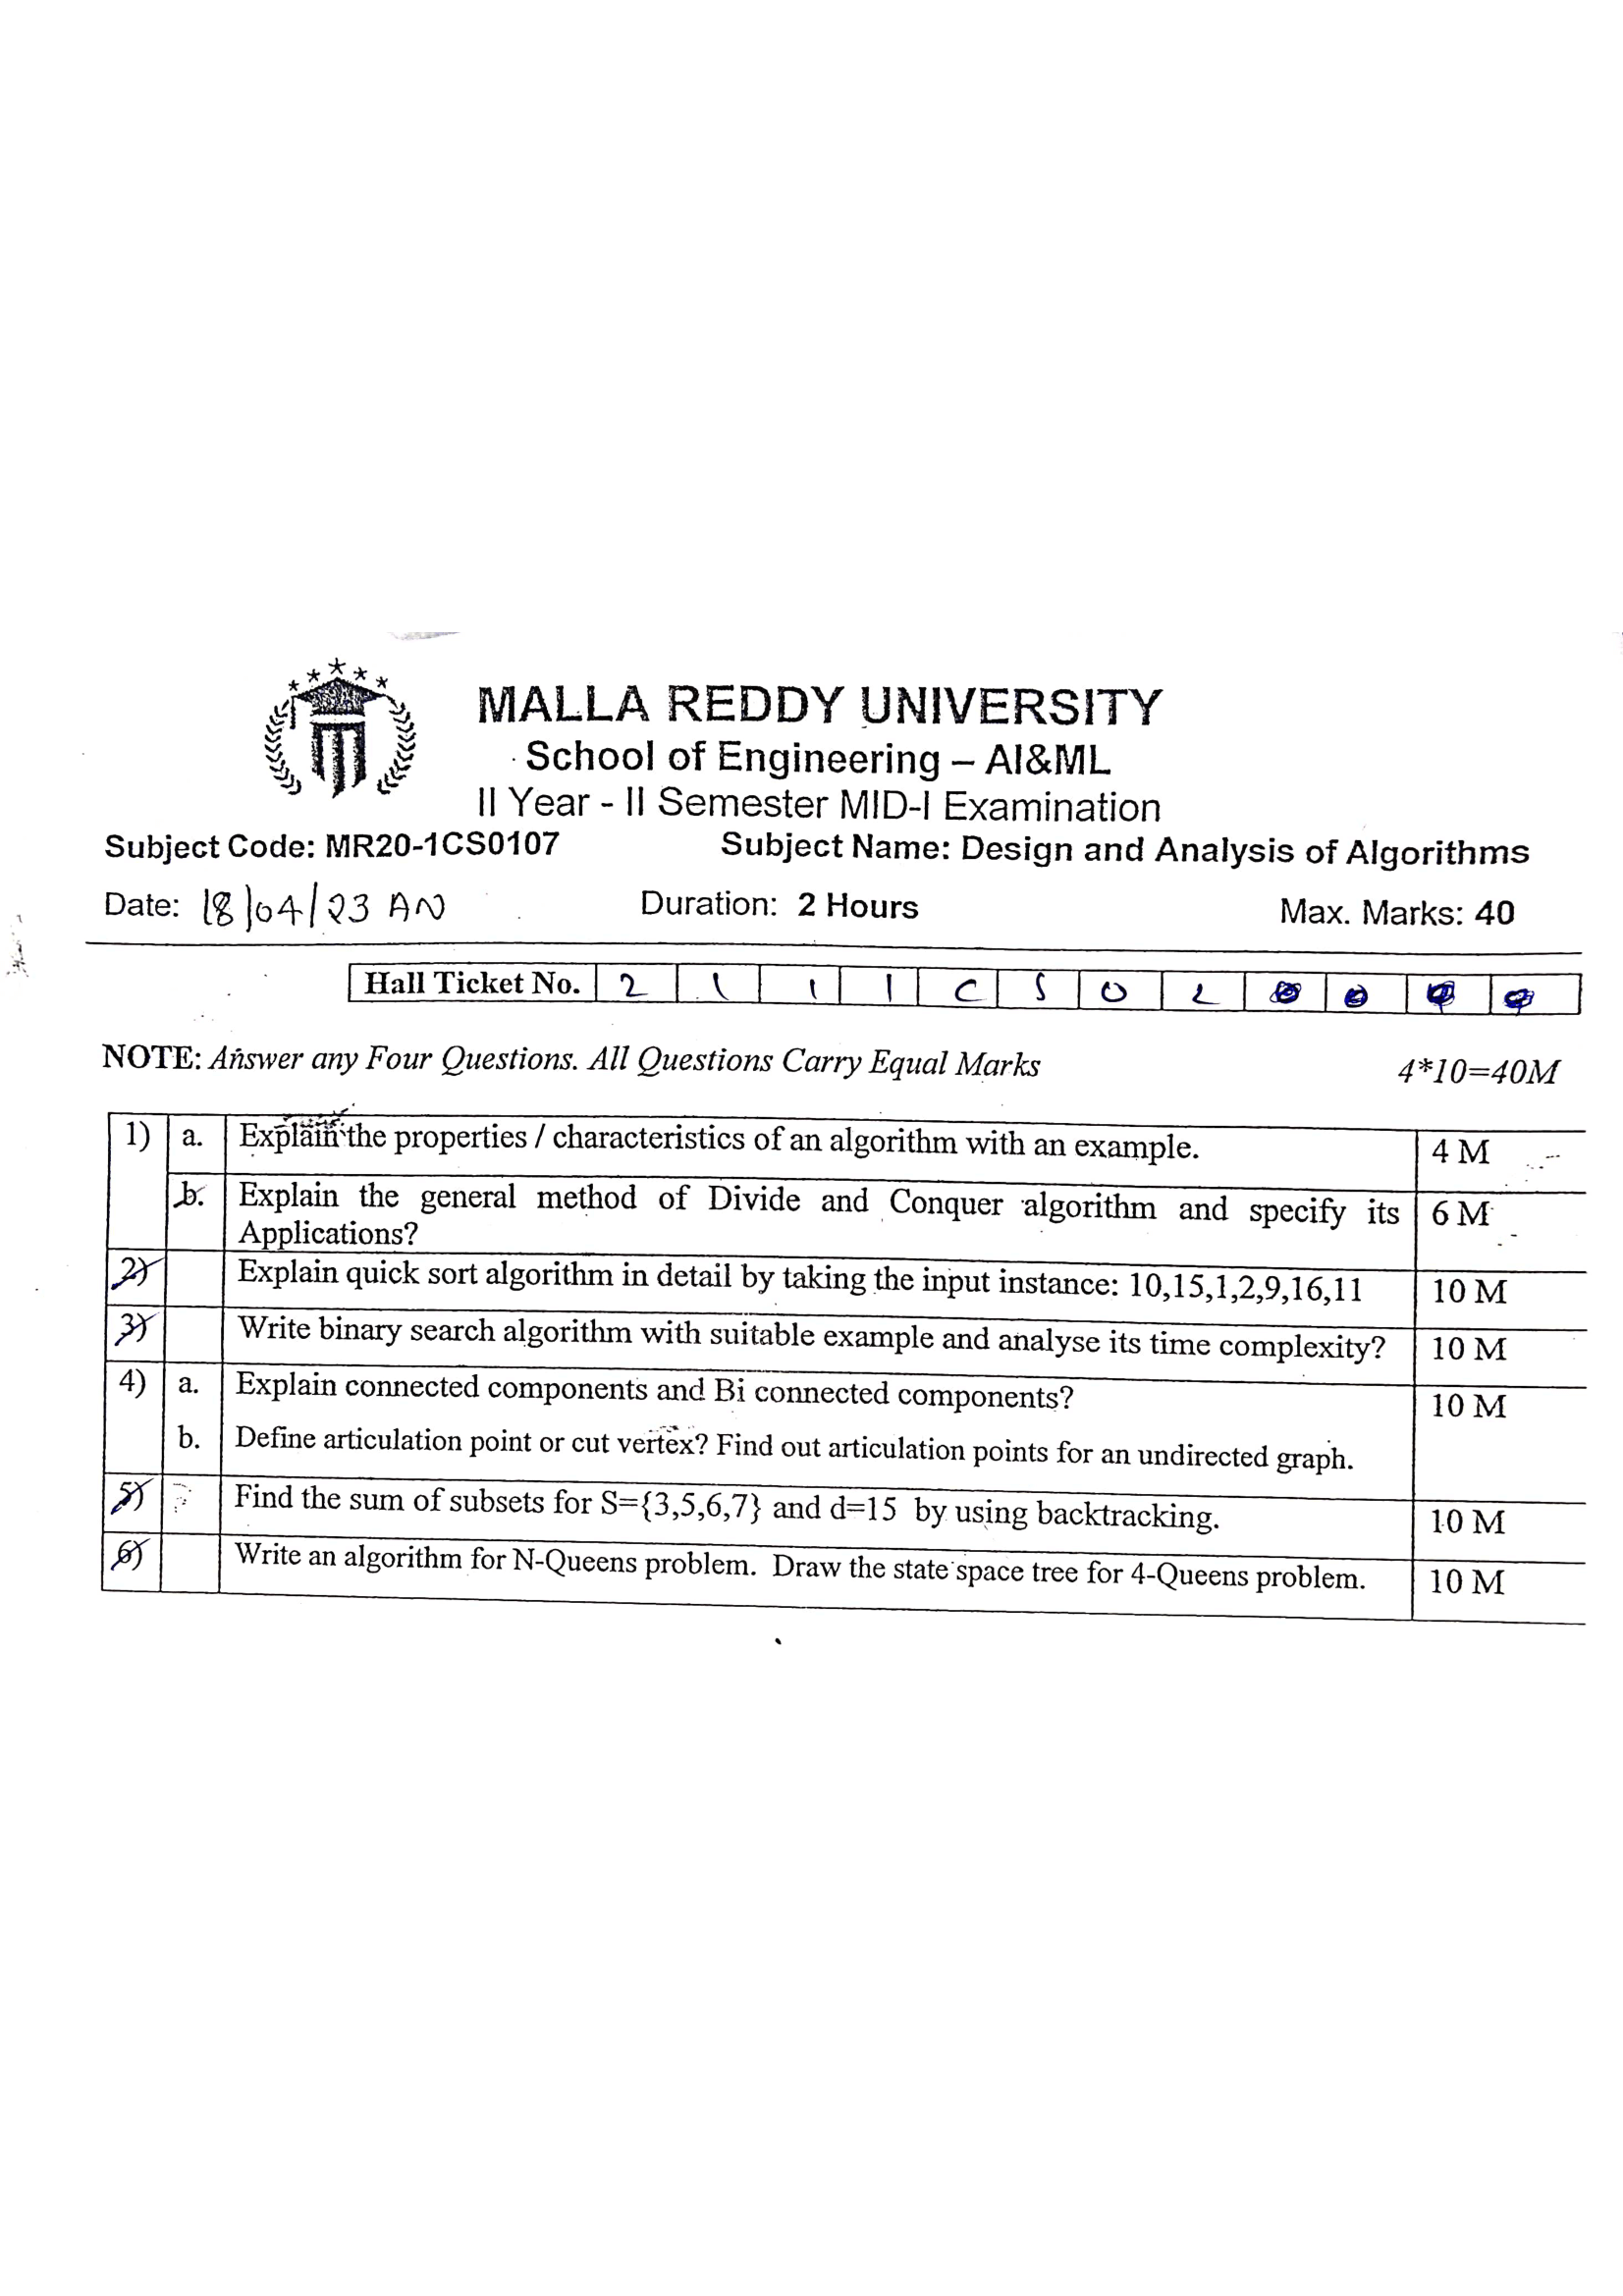 MALLA REDDY UNIVERSITY
School of Engineering – AI&ML
II Year - II Semester MID-I Examination
Subject Code: MR20-1CS0107 Subject Name: Design and Analysis of Algorithms
Date: 18/04/23 AN Duration: 2 Hours Max. Marks: 40
Hall Ticket No. 2 1 1 1 C S 0 2
NOTE: Answer any Four Questions. All Questions Carry Equal Marks 4*10=40M
1) a. Explain the properties / characteristics of an algorithm with an example. 4 M
b. Explain the general method of Divide and Conquer algorithm and specify its 6 M
Applications?
2) Explain quick sort algorithm in detail by taking the input instance: 10,15,1,2,9,16,11 10 M
3) Write binary search algorithm with suitable example and analyse its time complexity? 10 M
4) a. Explain connected components and Bi connected components? 10 M
b. Define articulation point or cut vertex? Find out articulation points for an undirected graph.
5) Find the sum of subsets for S={3,5,6,7} and d=15 by using backtracking. 10 M
6) Write an algorithm for N-Queens problem. Draw the state space tree for 4-Queens problem. 10 M